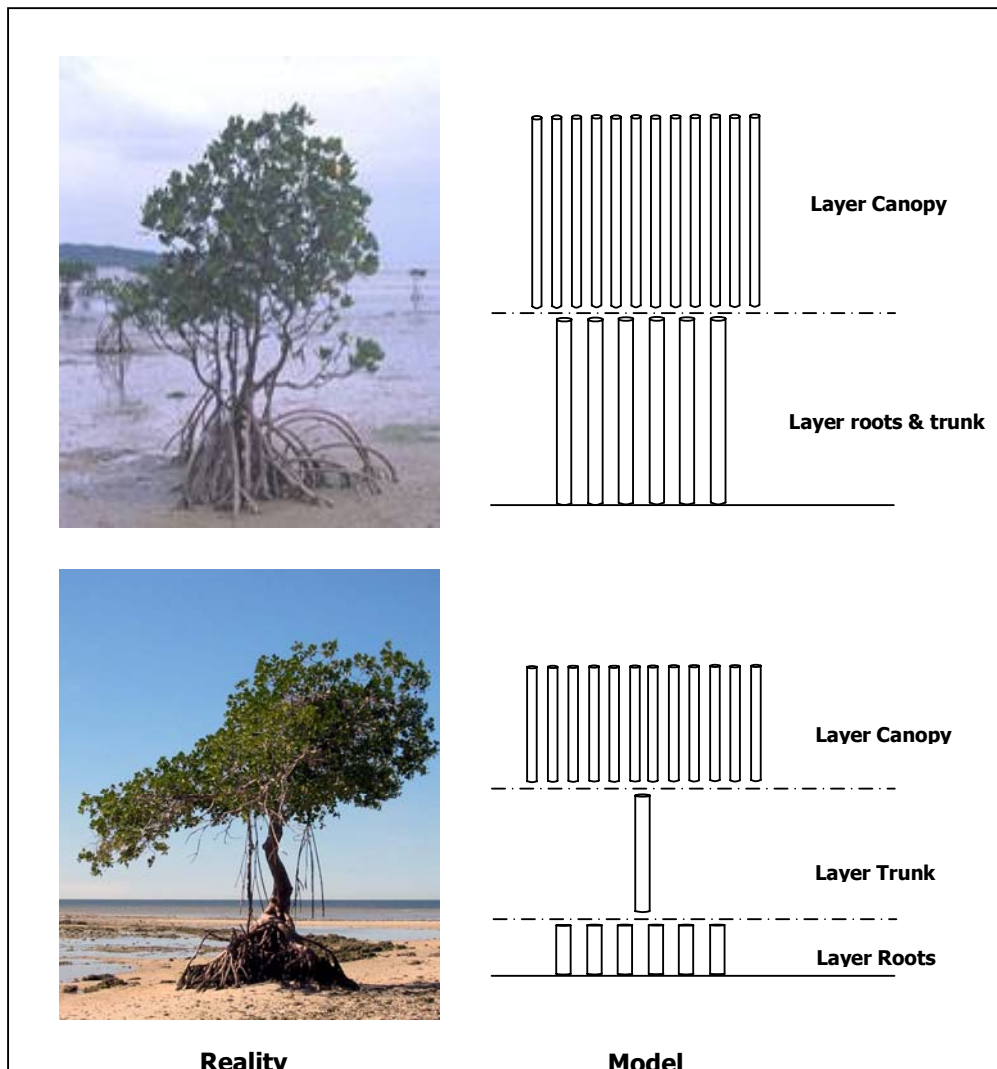 Layer Canopy
Layer roots & trunk
Layer Canopy
Layer Trunk
Layer Roots
Reality
Model